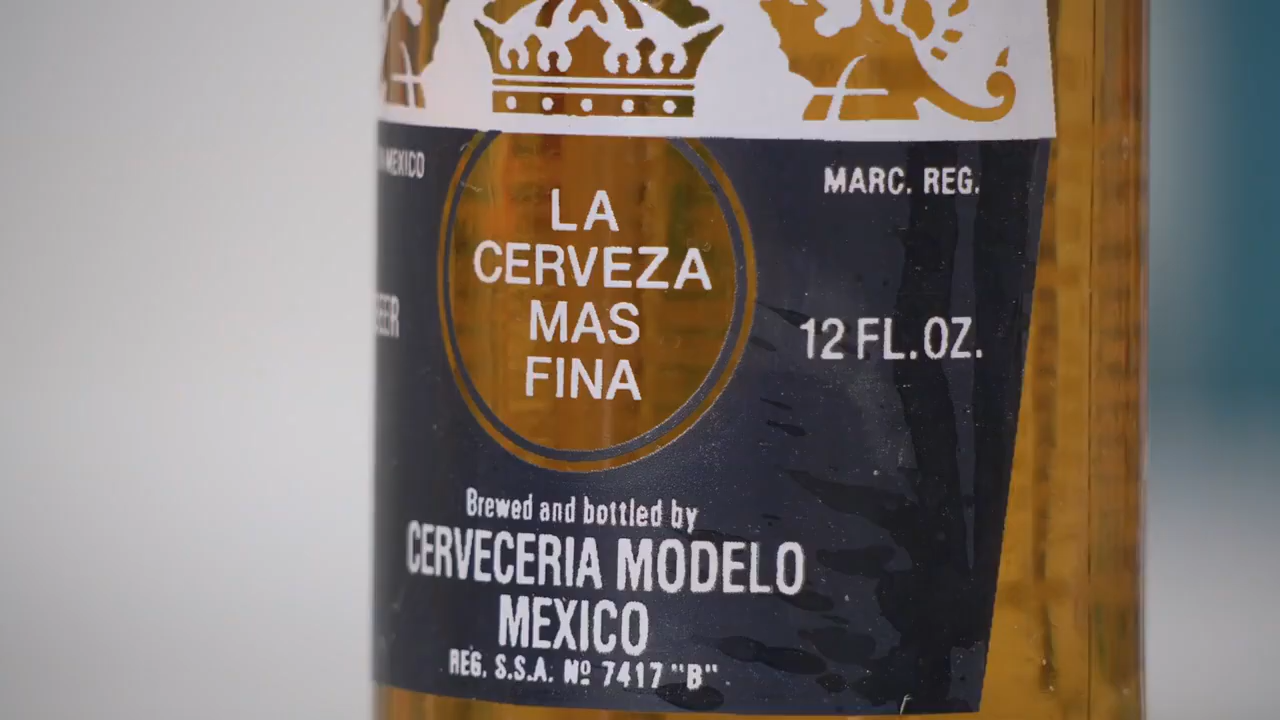 MEXICO
MARC. REG.
LA
CERVEZA
MAS
FINA
BEER
12 FL.OZ.
Brewed and bottled by
CERVECERIA MODELO
MEXICO
REG. S.S.A. Nº 7417 "B"